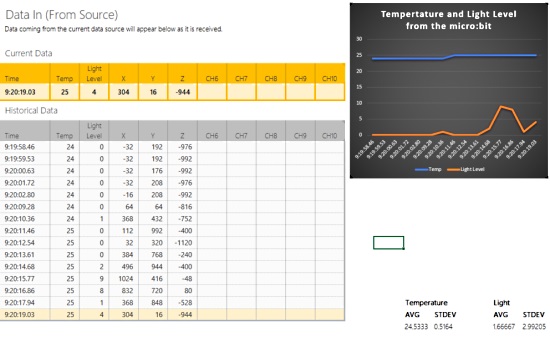 Data In (From Source)
Data coming from the current data source will appear below as it is received.
Current Data
Time Temp Light Level X Y Z CH6 CH7 CH8 CH9 CH10
9:20:19.03 25 4 304 16 -944
Historical Data
Time Temp Light Level X Y Z CH6 CH7 CH8 CH9 CH10
9:19:58.46 24 0 -32 192 -976
9:19:59.53 24 0 -32 192 -992
9:20:00.63 24 0 -32 176 -992
9:20:01.72 24 0 -32 208 -976
9:20:02.80 24 0 -16 208 -992
9:20:09.28 24 0 64 64 -816
9:20:10.36 24 1 368 432 -752
9:20:11.46 25 0 112 992 -400
9:20:12.54 25 0 32 320 -1120
9:20:13.61 25 0 384 768 -240
9:20:14.68 25 2 496 944 -400
9:20:15.77 25 9 1024 416 -48
9:20:16.86 25 8 832 720 80
9:20:17.94 25 1 368 848 -528
9:20:19.03 25 4 304 16 -944
Tempertature and Light Level
from the micro:bit
30
25
20
15
10
5
0
9:19:58.46 9:19:59.53 9:20:00.63 9:20:01.72 9:20:02.80 9:20:09.28 9:20:10.36 9:20:11.46 9:20:12.54 9:20:13.61 9:20:14.68 9:20:15.77 9:20:16.86 9:20:17.94 9:20:19.03
Temp Light Level
Temperature Light
AVG STDEV AVG STDEV
24.5333 0.5164 1.66667 2.99205